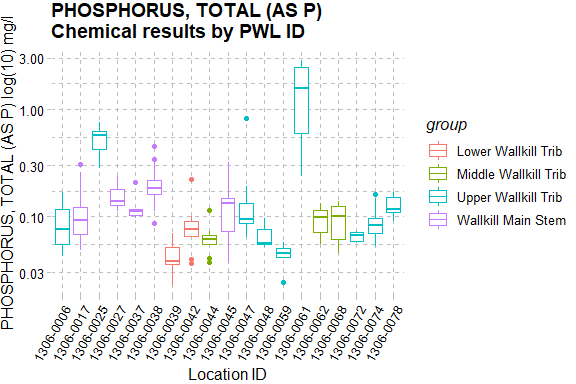 PHOSPHORUS, TOTAL (AS P)
Chemical results by PWL ID
PHOSPHORUS, TOTAL (AS P) log(10) mg/l
3.00
1.00
0.30
0.10
0.03
1306-0006
1306-0017
1306-0025
1306-0027
1306-0037
1306-0038
1306-0039
1306-0042
1306-0044
1306-0045
1306-0047
1306-0048
1306-0059
1306-0061
1306-0062
1306-0068
1306-0072
1306-0074
1306-0078
Location ID
group
Lower Wallkill Trib
Middle Wallkill Trib
Upper Wallkill Trib
Wallkill Main Stem